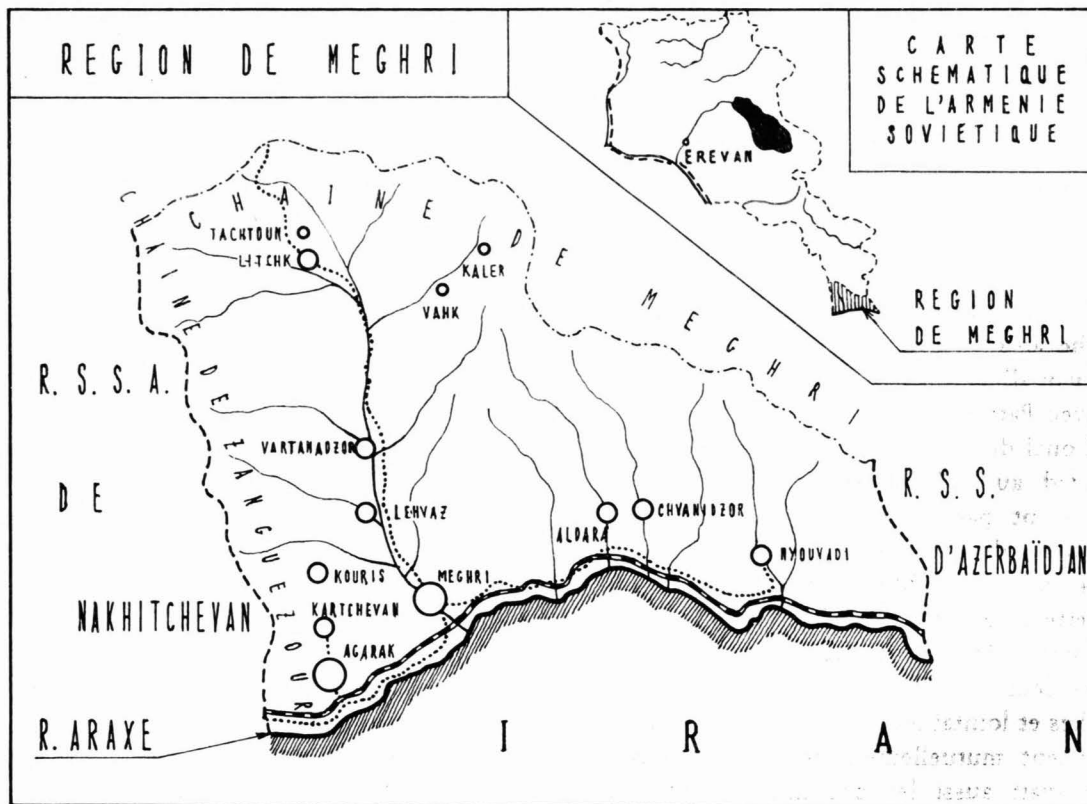 REGION DE MEGHRI
CARTE
SCHEMATIQUE
DE L'ARMENIE
SOVIETIQUE
EREVAN
REGION
DE MEGHRI
CHAINE DE MEGHRI
CHAINE DE ZANGUEZOUR
TACHTOUN
LITCHK
KALER
VAHK
R. S. S. A.
DE
NAKHITCHEVAN
VARTANADZOR
LEHVAZ
KOURIS
MEGHRI
KARTCHEVAN
AGARAK
ALDARA
CHVANIDZOR
NYOUVADI
R. S. S.
D'AZERBAÏDJAN
R. ARAXE
IRAN